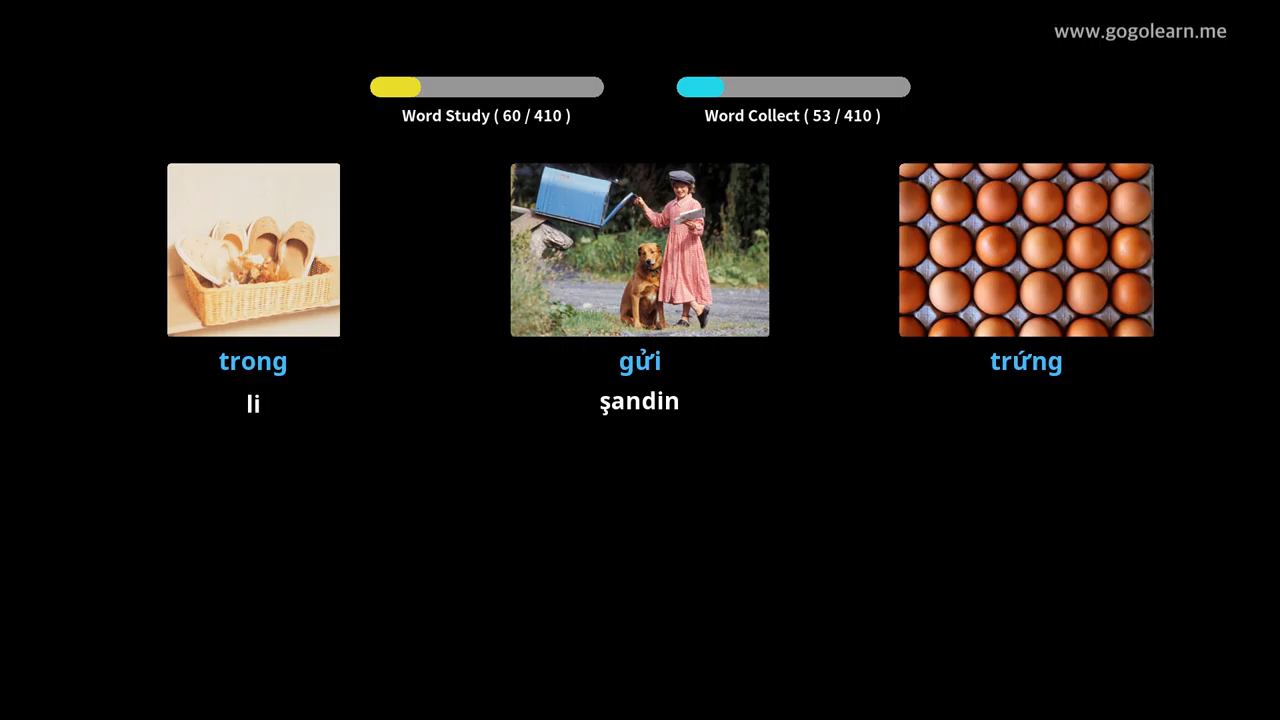 www.gogolearn.me
Word Study ( 60 / 410 )
Word Collect ( 53 / 410 )
trong
gửi
trứng
li
şandin